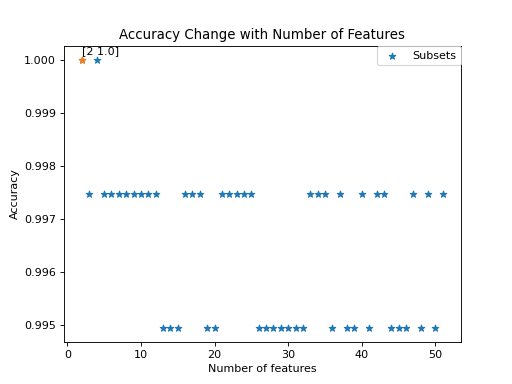 Accuracy Change with Number of Features
[2 1.0]
Subsets
1.000
0.999
0.998
0.997
0.996
0.995
Accuracy
0 10 20 30 40 50
Number of features